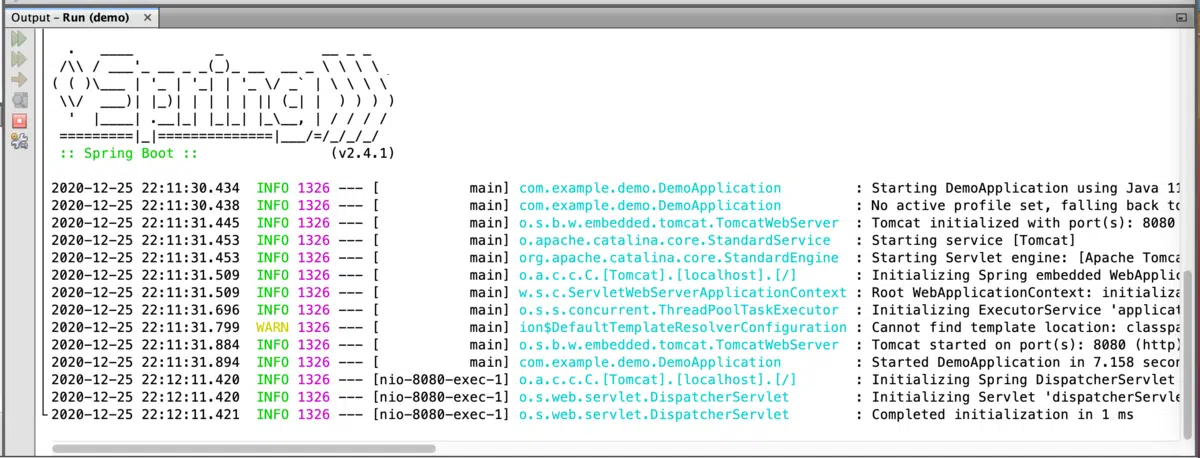 Output – Run (demo)
:: Spring Boot :: (v2.4.1)
2020-12-25 22:11:30.434 INFO 1326 --- [ main] com.example.demo.DemoApplication : Starting DemoApplication using Java 11
2020-12-25 22:11:30.438 INFO 1326 --- [ main] com.example.demo.DemoApplication : No active profile set, falling back to
2020-12-25 22:11:31.445 INFO 1326 --- [ main] o.s.b.w.embedded.tomcat.TomcatWebServer : Tomcat initialized with port(s): 8080
2020-12-25 22:11:31.453 INFO 1326 --- [ main] o.apache.catalina.core.StandardService : Starting service [Tomcat]
2020-12-25 22:11:31.453 INFO 1326 --- [ main] org.apache.catalina.core.StandardEngine : Starting Servlet engine: [Apache Tomca
2020-12-25 22:11:31.509 INFO 1326 --- [ main] o.a.c.c.C.[Tomcat].[localhost].[/] : Initializing Spring embedded WebApplic
2020-12-25 22:11:31.509 INFO 1326 --- [ main] w.s.c.ServletWebServerApplicationContext : Root WebApplicationContext: initializa
2020-12-25 22:11:31.696 INFO 1326 --- [ main] o.s.s.concurrent.ThreadPoolTaskExecutor : Initializing ExecutorService 'applicat
2020-12-25 22:11:31.799 WARN 1326 --- [ main] ion$DefaultTemplateResolverConfiguration : Cannot find template location: classpa
2020-12-25 22:11:31.884 INFO 1326 --- [ main] o.s.b.w.embedded.tomcat.TomcatWebServer : Tomcat started on port(s): 8080 (http)
2020-12-25 22:11:31.894 INFO 1326 --- [ main] com.example.demo.DemoApplication : Started DemoApplication in 7.158 secon
2020-12-25 22:12:11.420 INFO 1326 --- [nio-8080-exec-1] o.a.c.c.C.[Tomcat].[localhost].[/] : Initializing Spring DispatcherServlet
2020-12-25 22:12:11.420 INFO 1326 --- [nio-8080-exec-1] o.s.web.servlet.DispatcherServlet : Initializing Servlet 'dispatcherServle
2020-12-25 22:12:11.421 INFO 1326 --- [nio-8080-exec-1] o.s.web.servlet.DispatcherServlet : Completed initialization in 1 ms